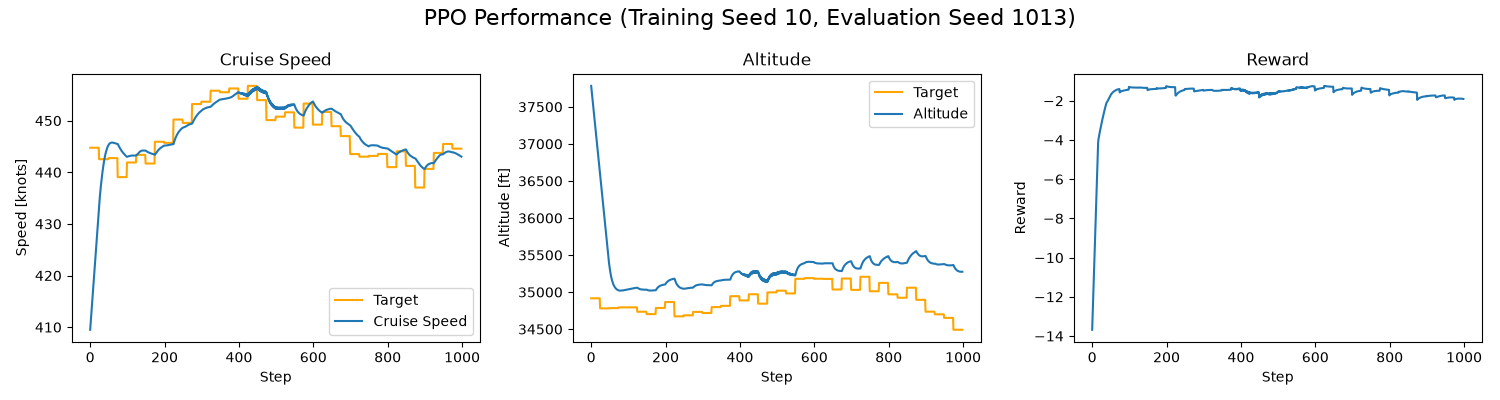 PPO Performance (Training Seed 10, Evaluation Seed 1013)
Cruise Speed
Speed [knots]
450
440
430
420
410
Target
Cruise Speed
0 200 400 600 800 1000
Step
Altitude
Altitude [ft]
37500
37000
36500
36000
35500
35000
34500
Target
Altitude
0 200 400 600 800 1000
Step
Reward
Reward
−2
−4
−6
−8
−10
−12
−14
0 200 400 600 800 1000
Step